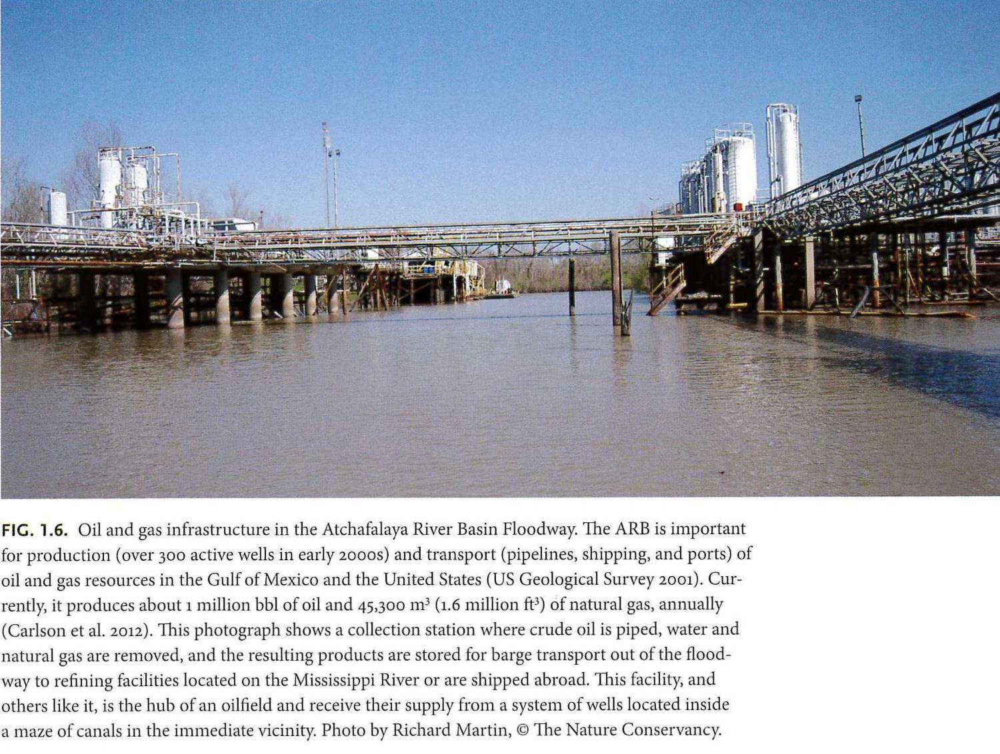 FIG. 1.6. Oil and gas infrastructure in the Atchafalaya River Basin Floodway. The ARB is important
for production (over 300 active wells in early 2000s) and transport (pipelines, shipping, and ports) of
oil and gas resources in the Gulf of Mexico and the United States (US Geological Survey 2001). Cur-
rently, it produces about 1 million bbl of oil and 45,300 m³ (1.6 million ft³) of natural gas, annually
(Carlson et al. 2012). This photograph shows a collection station where crude oil is piped, water and
natural gas are removed, and the resulting products are stored for barge transport out of the flood-
way to refining facilities located on the Mississippi River or are shipped abroad. This facility, and
others like it, is the hub of an oilfield and receive their supply from a system of wells located inside
a maze of canals in the immediate vicinity. Photo by Richard Martin, © The Nature Conservancy.